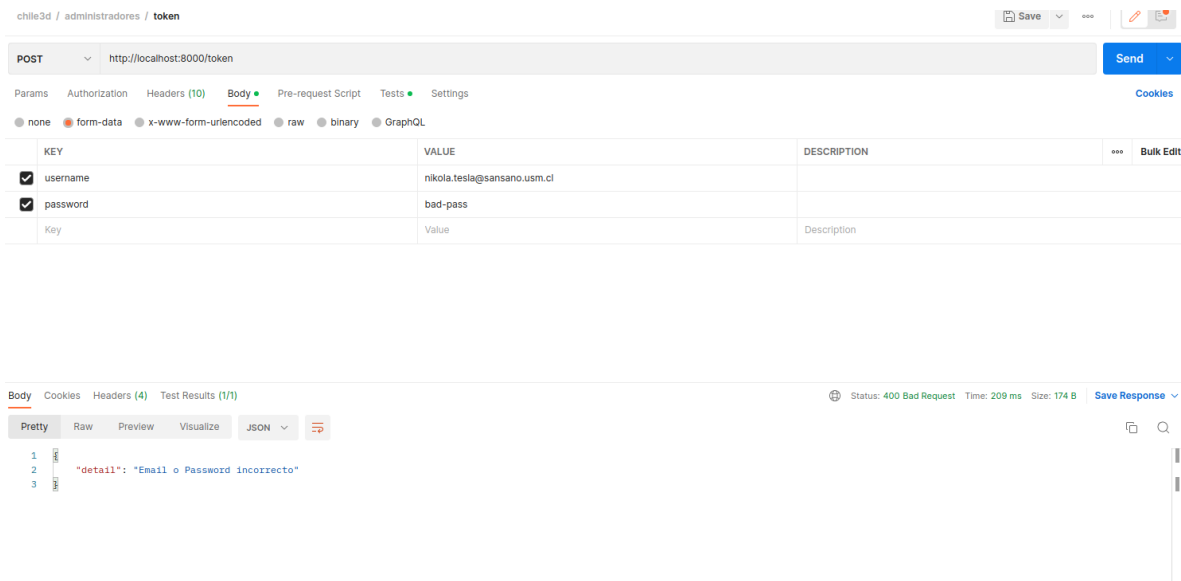 chile3d / administradores / token
Save
POST http://localhost:8000/token Send
Params Authorization Headers (10) Body Pre-request Script Tests Settings Cookies
none form-data x-www-form-urlencoded raw binary GraphQL
KEY VALUE DESCRIPTION ooo Bulk Edit
username nikola.tesla@sansano.usm.cl
password bad-pass
Key Value Description
Body Cookies Headers (4) Test Results (1/1) Status: 400 Bad Request Time: 209 ms Size: 174 B Save Response
Pretty Raw Preview Visualize JSON
1 {
2 "detail": "Email o Password incorrecto"
3 }